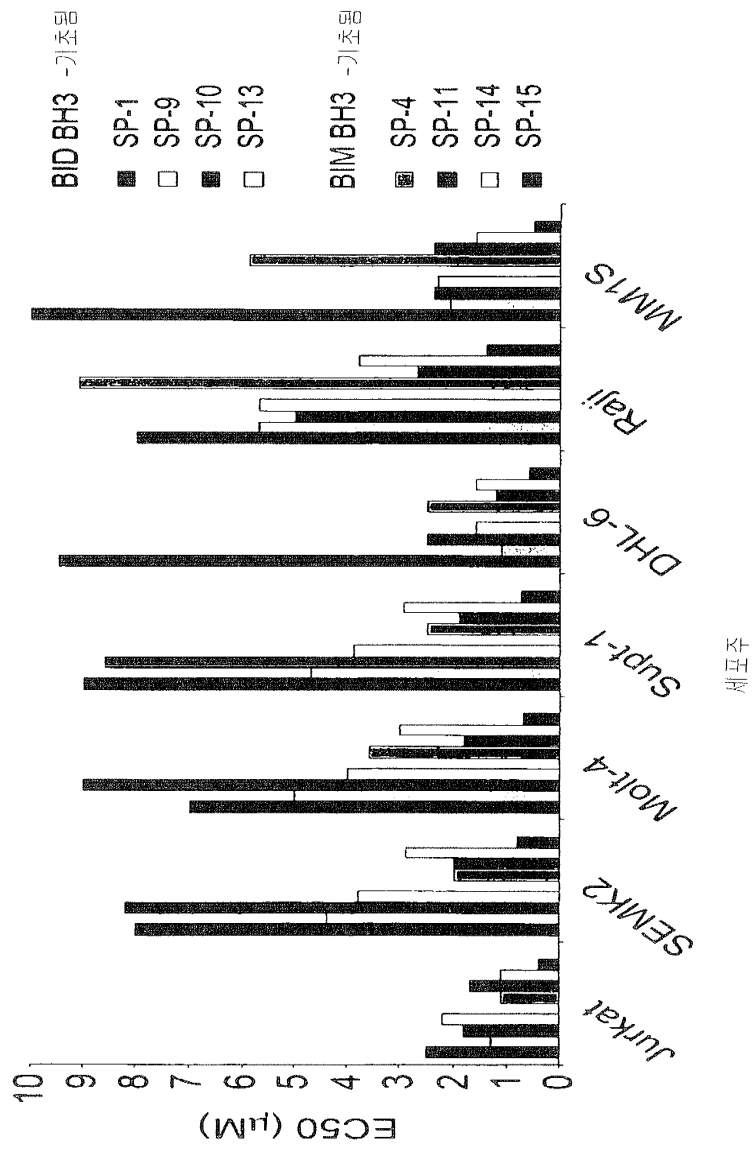 EC50 (μM)
10
9
8
7
6
5
4
3
2
1
0
Jurkat
SEMK2
Molt-4
Supt-1
DHL-6
Raji
MM1S
세포주
BID BH3 -기초됨
SP-1
SP-9
SP-10
SP-13
BIM BH3 -기초됨
SP-4
SP-11
SP-14
SP-15